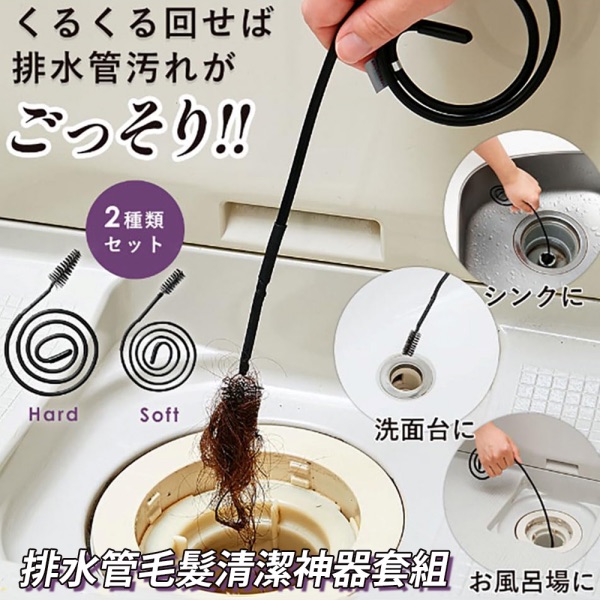 くるくる回せば
排水管汚れが
ごっそり!!
2種類
セット
Hard
Soft
シンクに
洗面台に
お風呂場に
排水管毛髮清潔神器套組